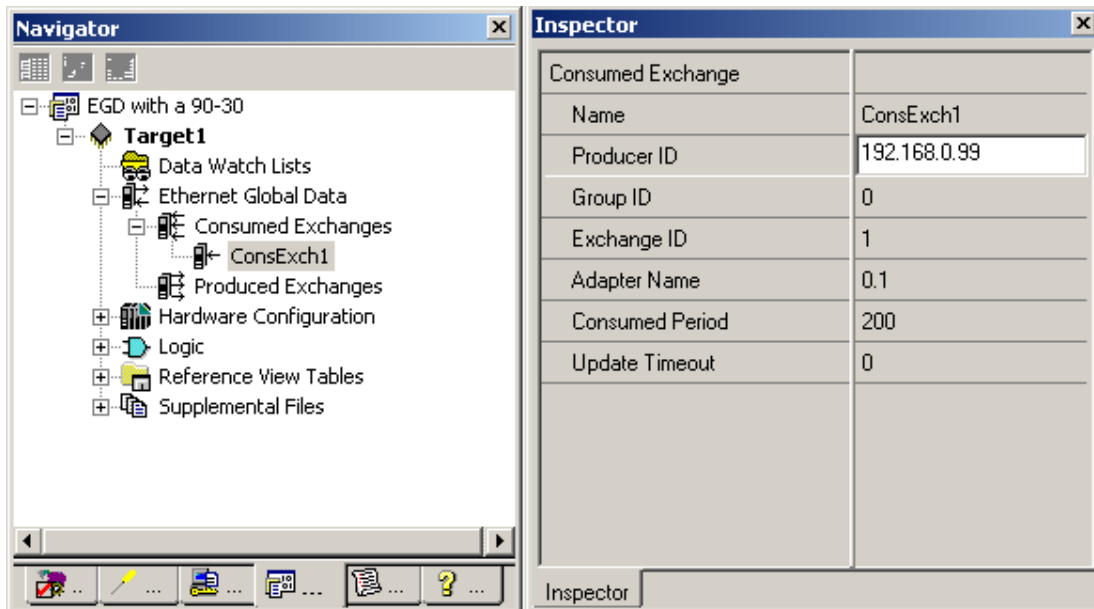 Navigator
EGD with a 90-30
Target1
Data Watch Lists
Ethernet Global Data
Consumed Exchanges
ConsExch1
Produced Exchanges
Hardware Configuration
Logic
Reference View Tables
Supplemental Files
.. ... ... ... ... ...
Inspector
Consumed Exchange
Name ConsExch1
Producer ID 192.168.0.99
Group ID 0
Exchange ID 1
Adapter Name 0.1
Consumed Period 200
Update Timeout 0
Inspector